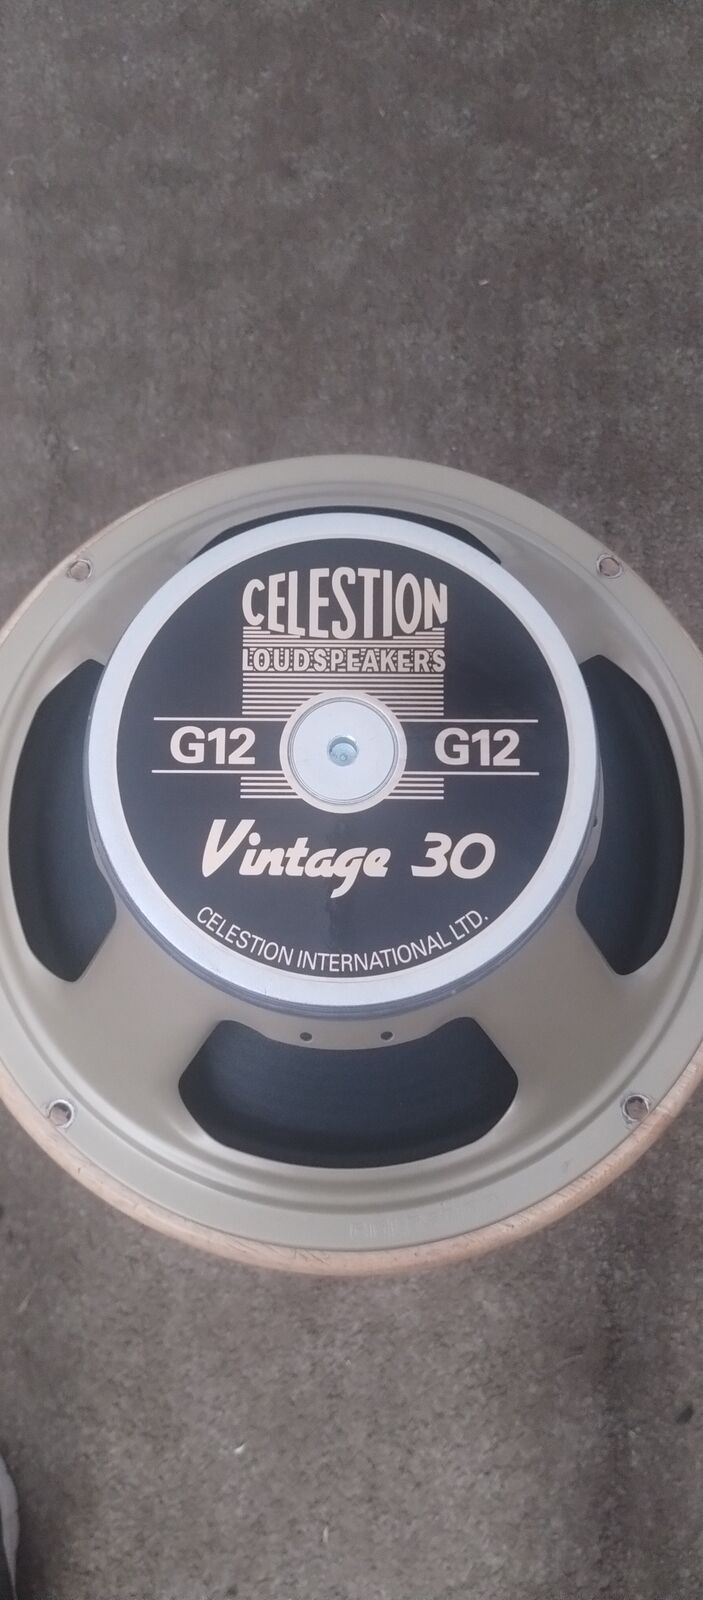 CELESTION
LOUDSPEAKERS
G12 G12
Vintage 30
CELESTION INTERNATIONAL LTD.